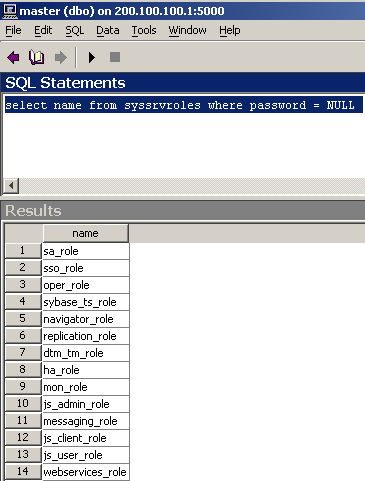 master (dbo) on 200.100.100.1:5000
File Edit SQL Data Tools Window Help
SQL Statements
select name from syssrvroles where password = NULL
Results
name
1 sa_role
2 sso_role
3 oper_role
4 sybase_ts_role
5 navigator_role
6 replication_role
7 dtm_tm_role
8 ha_role
9 mon_role
10 js_admin_role
11 messaging_role
12 js_client_role
13 js_user_role
14 webservices_role